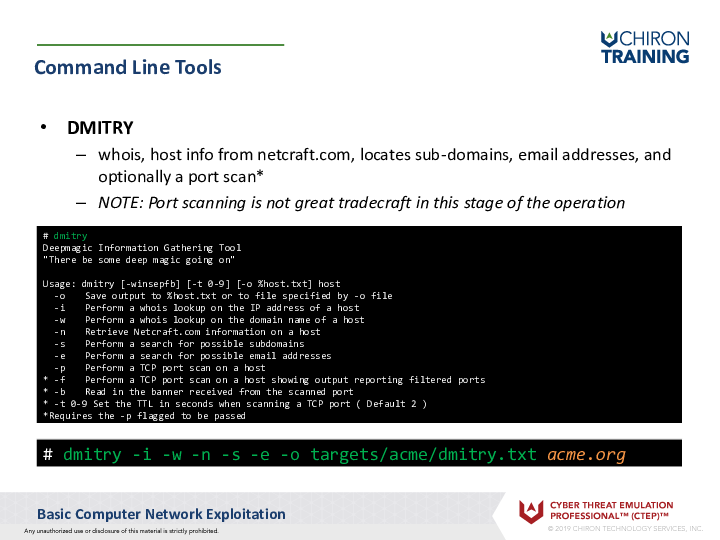 CHIRON
TRAINING
Command Line Tools
• DMITRY
– whois, host info from netcraft.com, locates sub-domains, email addresses, and
optionally a port scan*
– NOTE: Port scanning is not great tradecraft in this stage of the operation
# dmitry
Deepmagic Information Gathering Tool
"There be some deep magic going on"
Usage: dmitry [-winsepfb] [-t 0-9] [-o %host.txt] host
-o Save output to %host.txt or to file specified by -o file
-i Perform a whois lookup on the IP address of a host
-w Perform a whois lookup on the domain name of a host
-n Retrieve Netcraft.com information on a host
-s Perform a search for possible subdomains
-e Perform a search for possible email addresses
-p Perform a TCP port scan on a host
* -f Perform a TCP port scan on a host showing output reporting filtered ports
* -b Read in the banner received from the scanned port
* -t 0-9 Set the TTL in seconds when scanning a TCP port ( Default 2 )
*Requires the -p flagged to be passed
# dmitry -i -w -n -s -e -o targets/acme/dmitry.txt acme.org
Basic Computer Network Exploitation
CYBER THREAT EMULATION
PROFESSIONAL™ (CTEP)™
Any unauthorized use or disclosure of this material is strictly prohibited.
© 2019 CHIRON TECHNOLOGY SERVICES, INC.